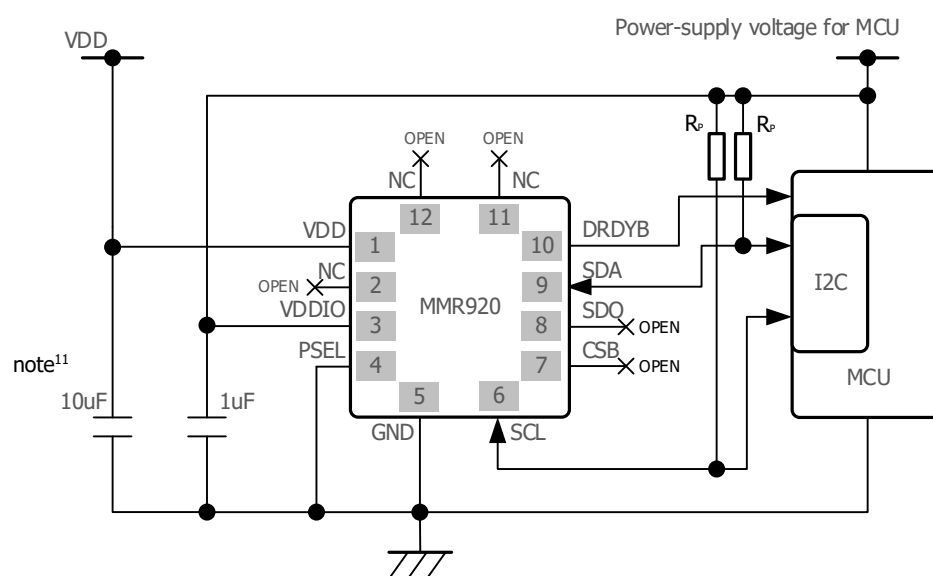 Power-supply voltage for MCU
VDD
R_P R_P
OPEN OPEN
NC NC
12 11
VDD 1 10 DRDYB
NC
OPEN 2 9 SDA
I2C
MMR920
VDDIO 3 8 SDO
OPEN
PSEL 4 7 CSB
OPEN
note¹¹
MCU
10uF 1uF
5 6
GND SCL